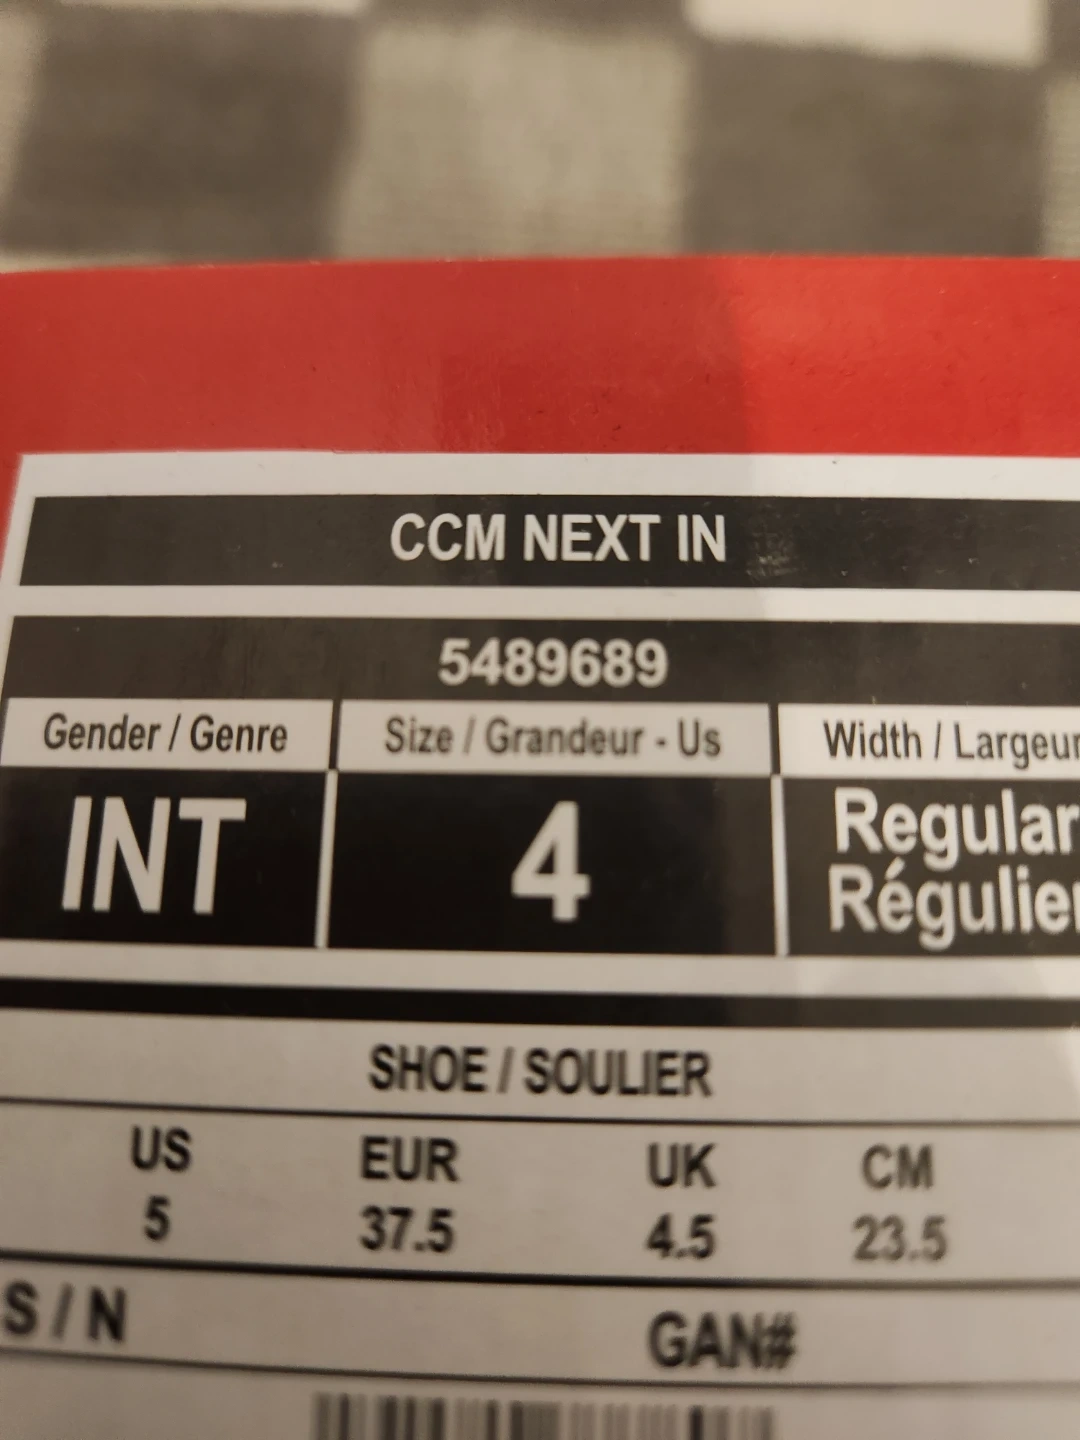 CCM NEXT IN
5489689
Gender / Genre Size / Grandeur - Us Width / Largeur
INT 4 Regular
Régulier
SHOE / SOULIER
US EUR UK CM
5 37.5 4.5 23.5
S / N GAN#